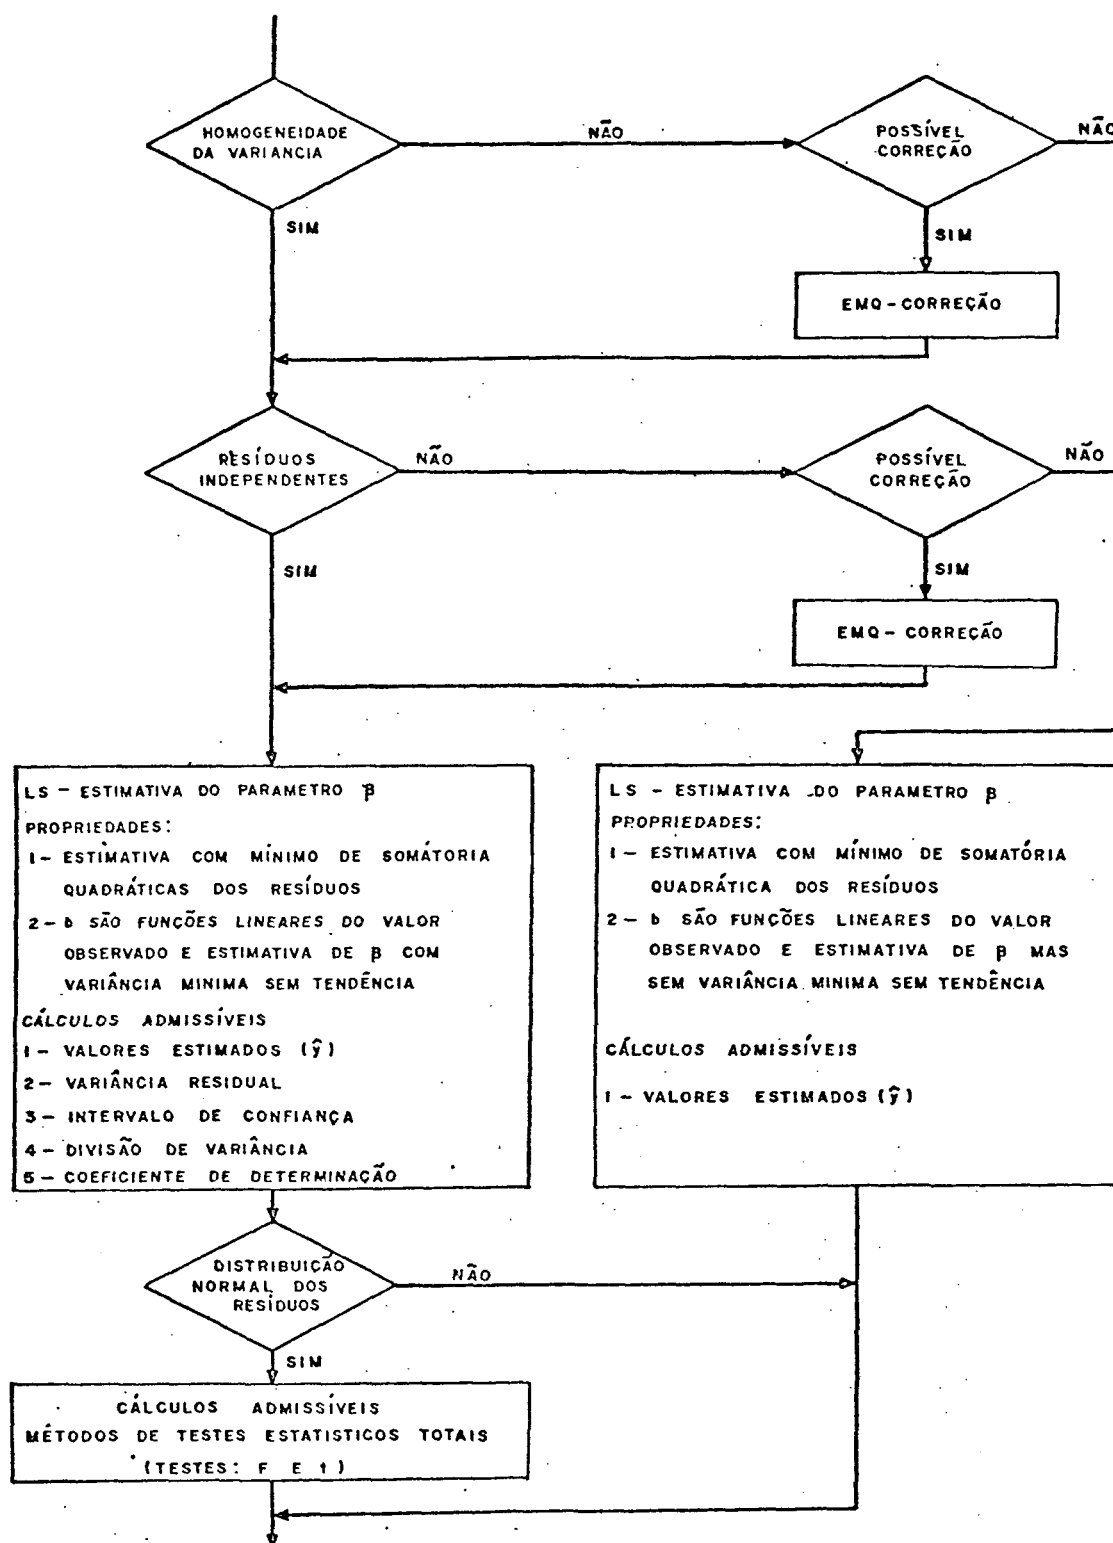 HOMOGENEIDADE
DA VARIANCIA
NÃO
POSSÍVEL
CORREÇÃO
NÃO
SIM
SIM
EMQ - CORREÇÃO
RESÍDUOS
INDEPENDENTES
NÃO
POSSÍVEL
CORREÇÃO
NÃO
SIM
SIM
EMQ - CORREÇÃO
LS - ESTIMATIVA DO PARAMETRO β
PROPRIEDADES:
1 - ESTIMATIVA COM MÍNIMO DE SOMÁTORIA
QUADRÁTICAS DOS RESÍDUOS
2 - b SÃO FUNÇÕES LINEARES DO VALOR
OBSERVADO E ESTIMATIVA DE β COM
VARIÂNCIA MINIMA SEM TENDÊNCIA
CÁLCULOS ADMISSÍVEIS
1 - VALORES ESTIMADOS (ŷ)
2 - VARIÂNCIA RESIDUAL
3 - INTERVALO DE CONFIANÇA
4 - DIVISÃO DE VARIÂNCIA
5 - COEFICIENTE DE DETERMINAÇÃO
LS - ESTIMATIVA DO PARAMETRO β
PROPRIEDADES:
1 - ESTIMATIVA COM MÍNIMO DE SOMATÓRIA
QUADRÁTICA DOS RESÍDUOS
2 - b SÃO FUNÇÕES LINEARES DO VALOR
OBSERVADO E ESTIMATIVA DE β MAS
SEM VARIÂNCIA MINIMA SEM TENDÊNCIA
CÁLCULOS ADMISSÍVEIS
1 - VALORES ESTIMADOS (ŷ)
DISTRIBUIÇÃO
NORMAL DOS
RESÍDUOS
NÃO
SIM
CÁLCULOS ADMISSÍVEIS
MÉTODOS DE TESTES ESTATISTICOS TOTAIS
(TESTES: F E t)